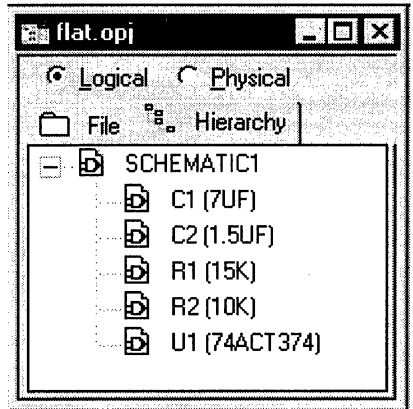 flat.opj
Logical Physical
File Hierarchy
SCHEMATIC1
C1 (7UF)
C2 (1.5UF)
R1 (15K)
R2 (10K)
U1 (74ACT374)